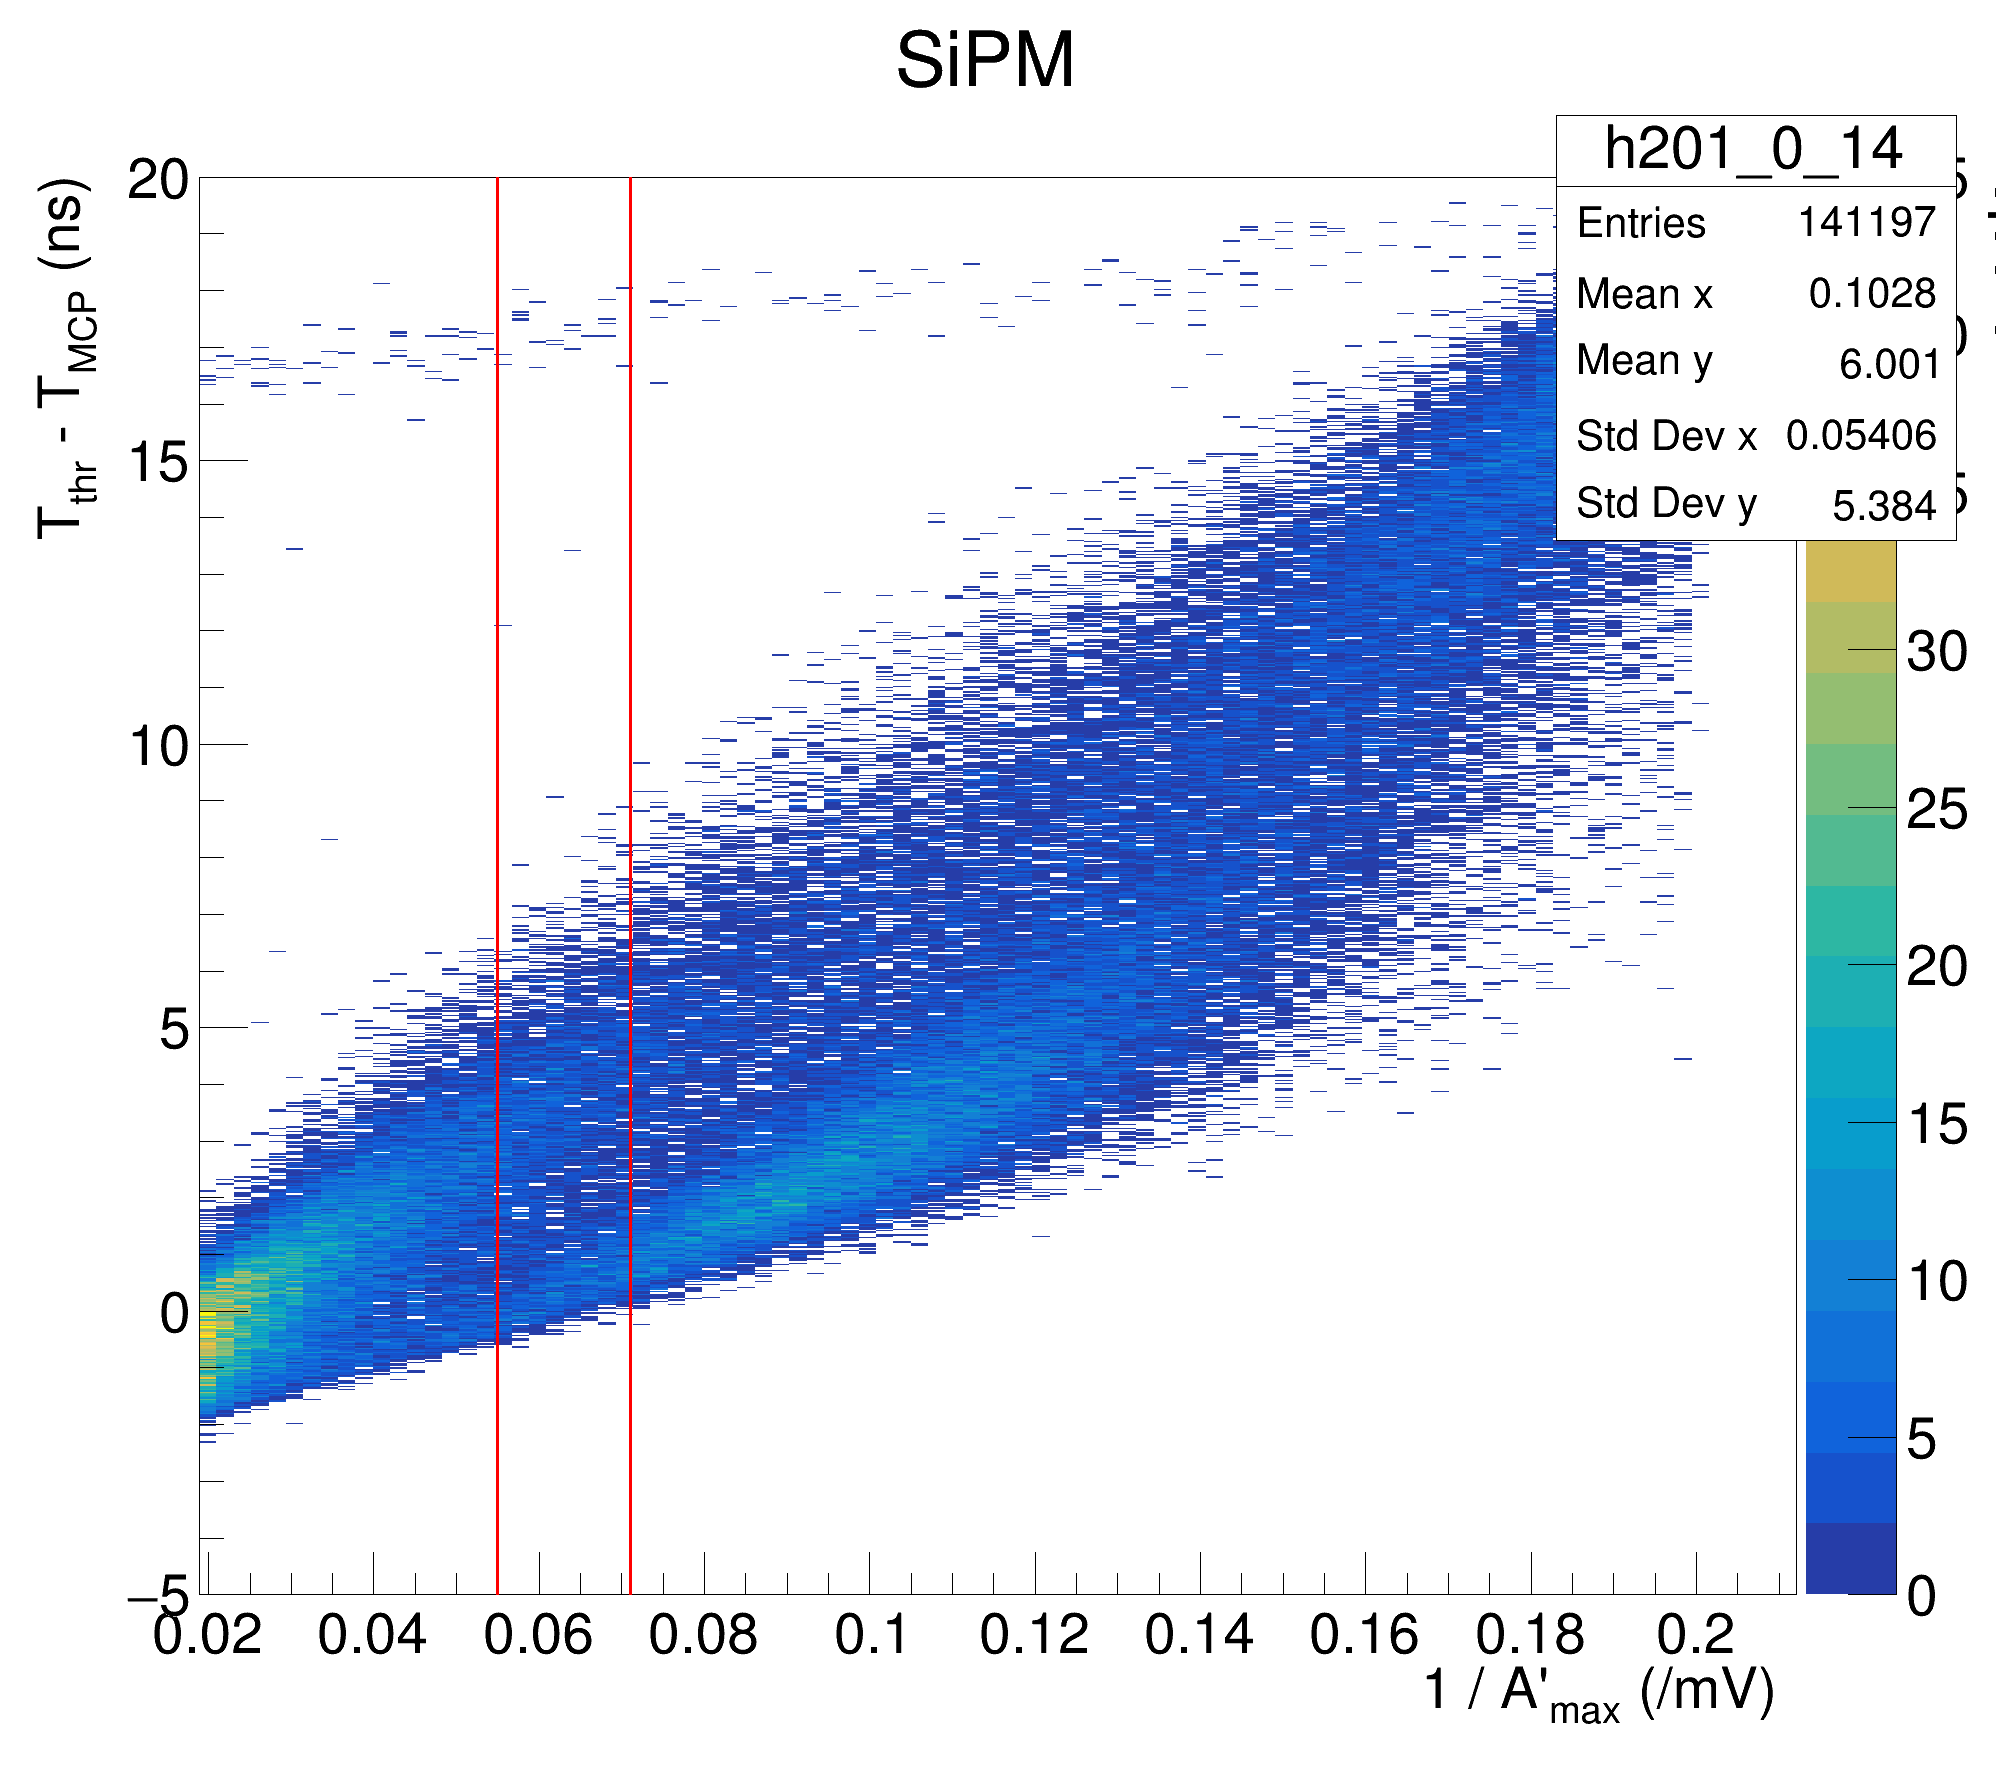 SiPM
h201_0_14
Entries 141197
Mean x 0.1028
Mean y 6.001
Std Dev x 0.05406
Std Dev y 5.384
T_thr - T_MCP (ns)
20
15
10
5
0
−5
0.02 0.04 0.06 0.08 0.1 0.12 0.14 0.16 0.18 0.2
1 / A'_max (/mV)
30
25
20
15
10
5
0